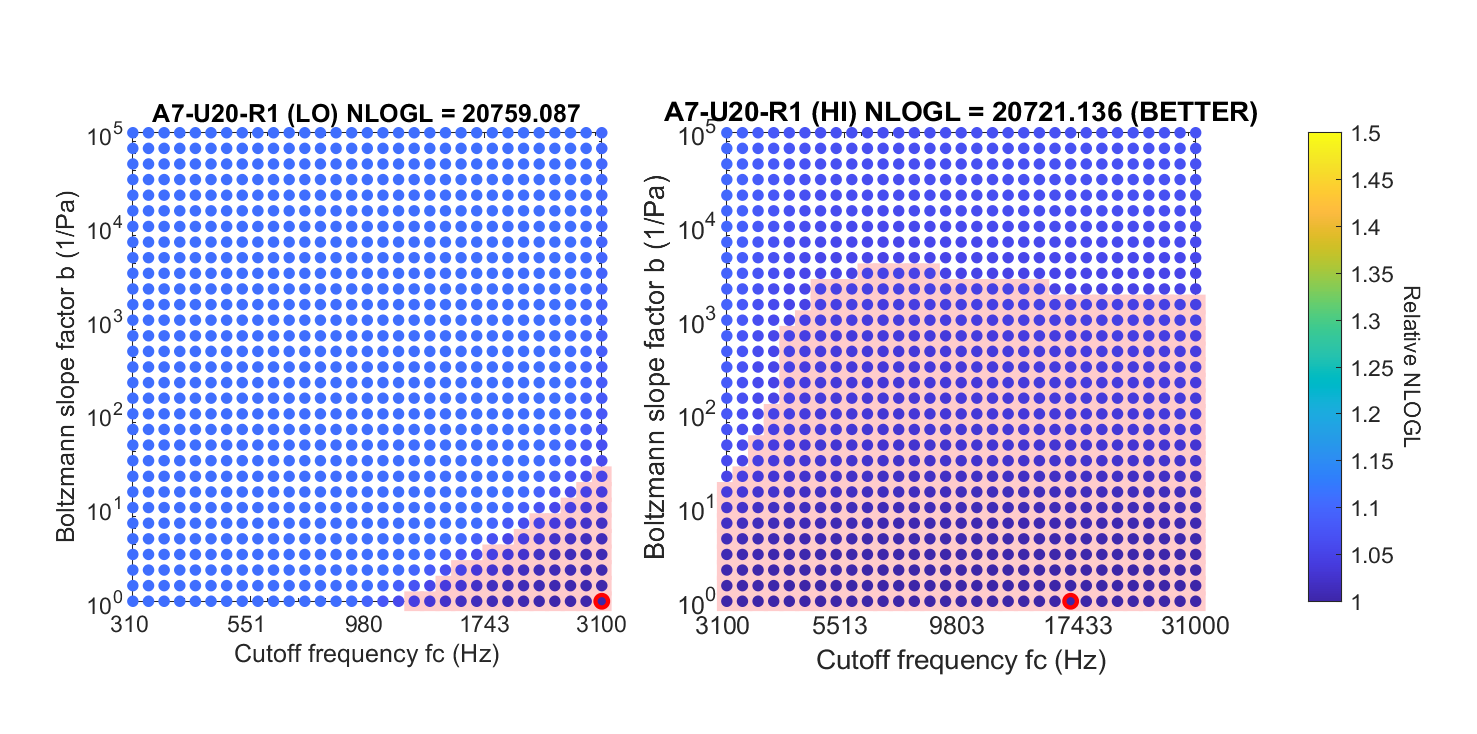 A7-U20-R1 (LO) NLOGL = 20759.087
10^5
10^4
10^3
10^2
10^1
10^0
Boltzmann slope factor b (1/Pa)
310 551 980 1743 3100
Cutoff frequency fc (Hz)
A7-U20-R1 (HI) NLOGL = 20721.136 (BETTER)
10^5
10^4
10^3
10^2
10^1
10^0
Boltzmann slope factor b (1/Pa)
3100 5513 9803 17433 31000
Cutoff frequency fc (Hz)
1.5
1.45
1.4
1.35
1.3
1.25
1.2
1.15
1.1
1.05
1
Relative NLOGL